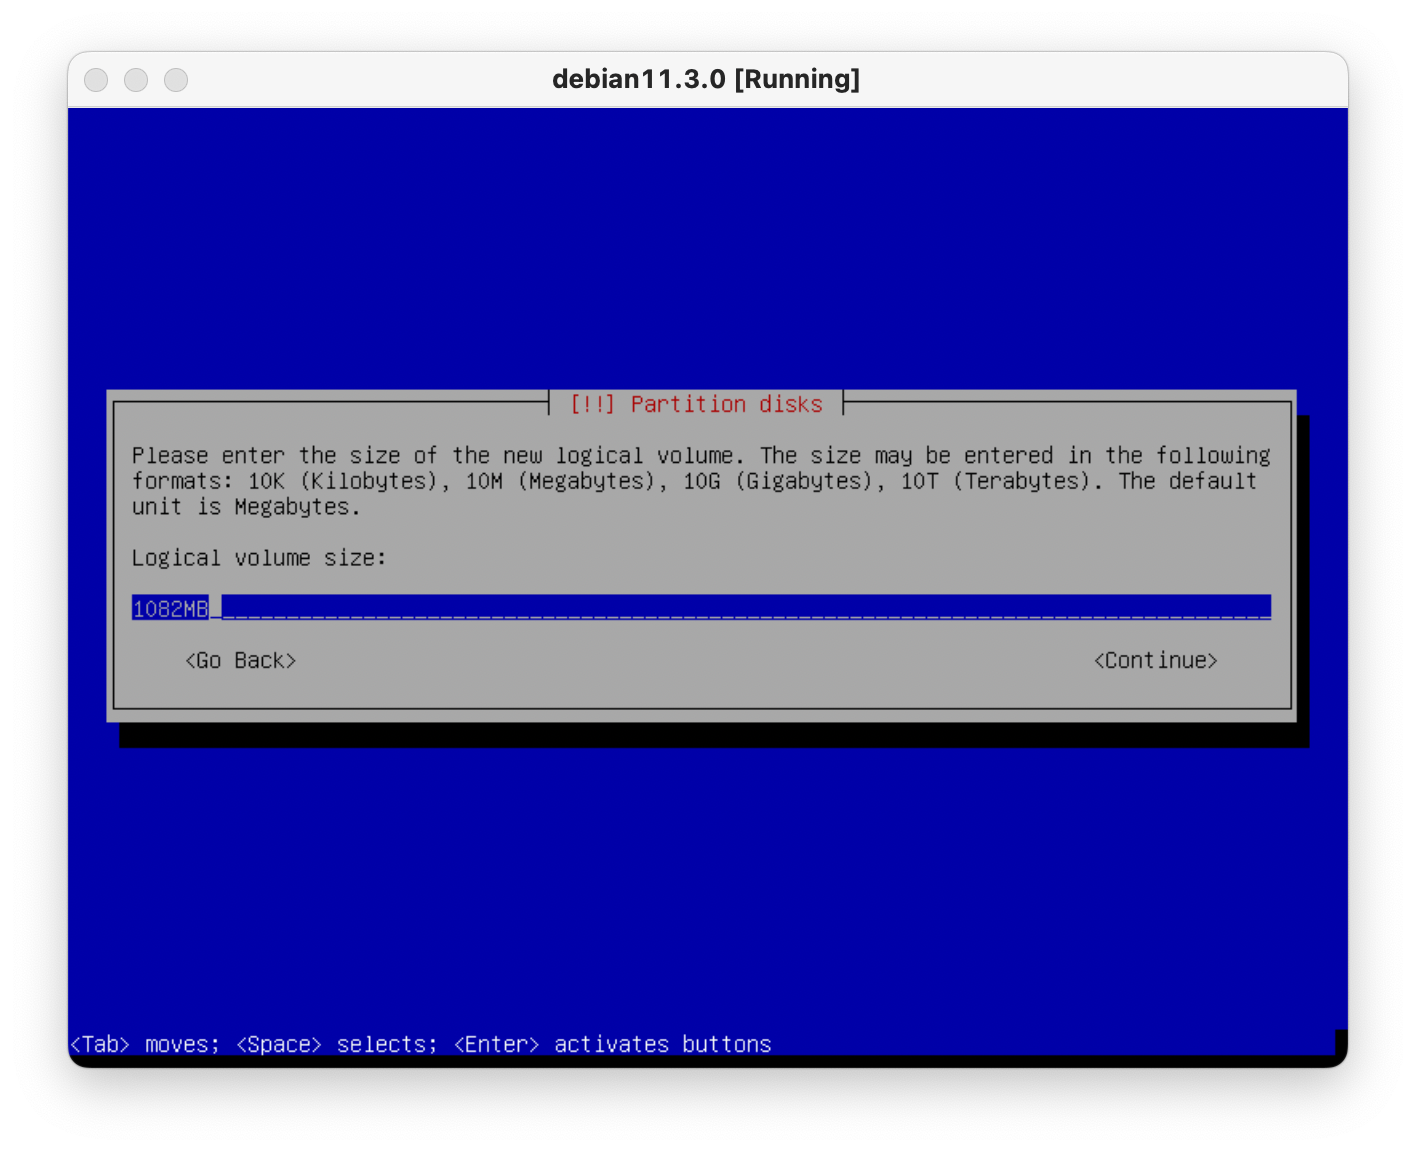 debian11.3.0 [Running]
[!!] Partition disks
Please enter the size of the new logical volume. The size may be entered in the following
formats: 10K (Kilobytes), 10M (Megabytes), 10G (Gigabytes), 10T (Terabytes). The default
unit is Megabytes.
Logical volume size:
1082MB
<Go Back> <Continue>
<Tab> moves; <Space> selects; <Enter> activates buttons